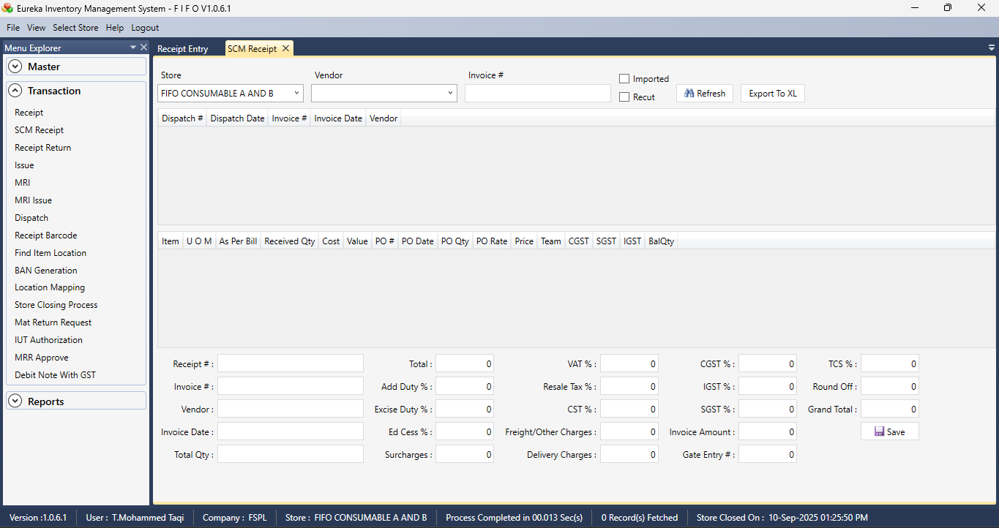 Eureka Inventory Management System - F I F O V1.0.6.1
File View Select Store Help Logout
Menu Explorer
Receipt Entry SCM Receipt
Master
Transaction
Receipt
SCM Receipt
Receipt Return
Issue
MRI
MRI Issue
Dispatch
Receipt Barcode
Find Item Location
BAN Generation
Location Mapping
Store Closing Process
Mat Return Request
IUT Authorization
MRR Approve
Debit Note With GST
Reports
Store Vendor Invoice #
FIFO CONSUMABLE A AND B
Imported
Recut
Refresh Export To XL
Dispatch # Dispatch Date Invoice # Invoice Date Vendor
Item U O M As Per Bill Received Qty Cost Value PO # PO Date PO Qty PO Rate Price Team CGST SGST IGST BalQty
Receipt # : Total : 0 VAT % : 0 CGST % : 0 TCS % : 0
Invoice # : Add Duty % : 0 Resale Tax % : 0 IGST % : 0 Round Off : 0
Vendor : Excise Duty % : 0 CST % : 0 SGST % : 0 Grand Total : 0
Invoice Date : Ed Cess % : 0 Freight/Other Charges : 0 Invoice Amount : 0 Save
Total Qty : Surcharges : 0 Delivery Charges : 0 Gate Entry # : 0
Version :1.0.6.1 User : T.Mohammed Taqi Company : FSPL Store : FIFO CONSUMABLE A AND B Process Completed in 00.013 Sec(s) 0 Record(s) Fetched Store Closed On : 10-Sep-2025 01:25:50 PM